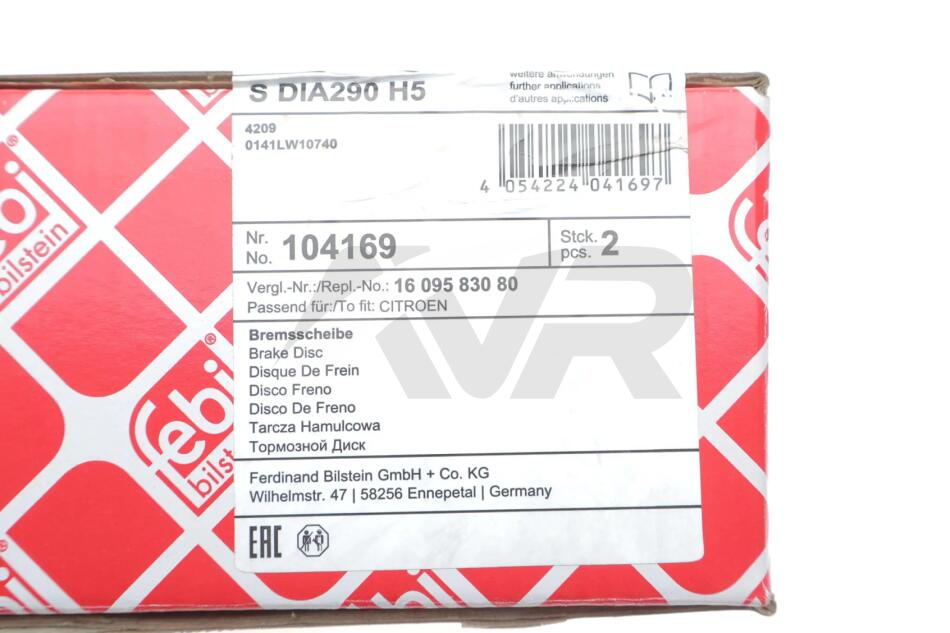 S DIA290 H5
weitere anwendungen
further applications
d'autres applications
4209
0141LW10740
4 054224 041697
Nr.
No. 104169
Stck.
pcs. 2
Vergl.-Nr.:/Repl.-No.: 16 095 830 80
Passend für:/To fit: CITROEN
Bremsscheibe
Brake Disc
Disque De Frein
Disco Freno
Disco De Freno
Tarcza Hamulcowa
Тормозной Диск
Ferdinand Bilstein GmbH + Co. KG
Wilhelmstr. 47 | 58256 Ennepetal | Germany
EAC
febi
bilstein
febi
bilst
VR